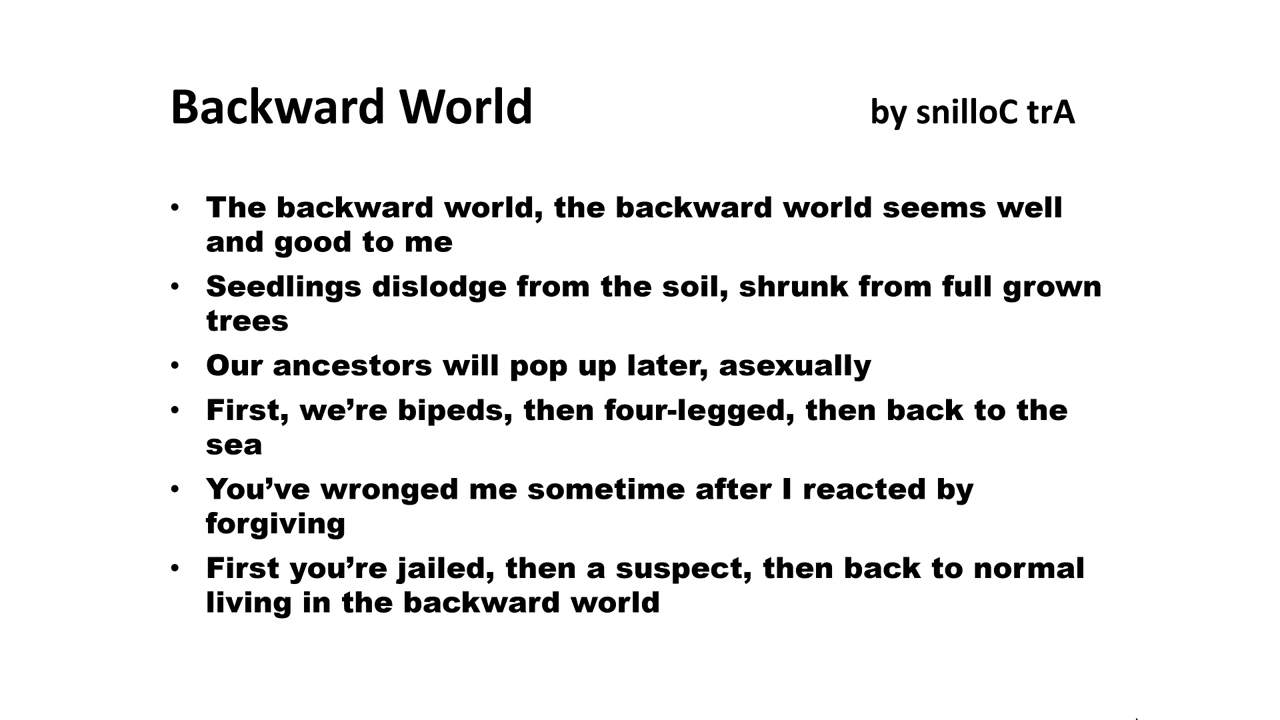 Backward World by snilloC trA
• The backward world, the backward world seems well
and good to me
• Seedlings dislodge from the soil, shrunk from full grown
trees
• Our ancestors will pop up later, asexually
• First, we’re bipeds, then four-legged, then back to the
sea
• You’ve wronged me sometime after I reacted by
forgiving
• First you’re jailed, then a suspect, then back to normal
living in the backward world